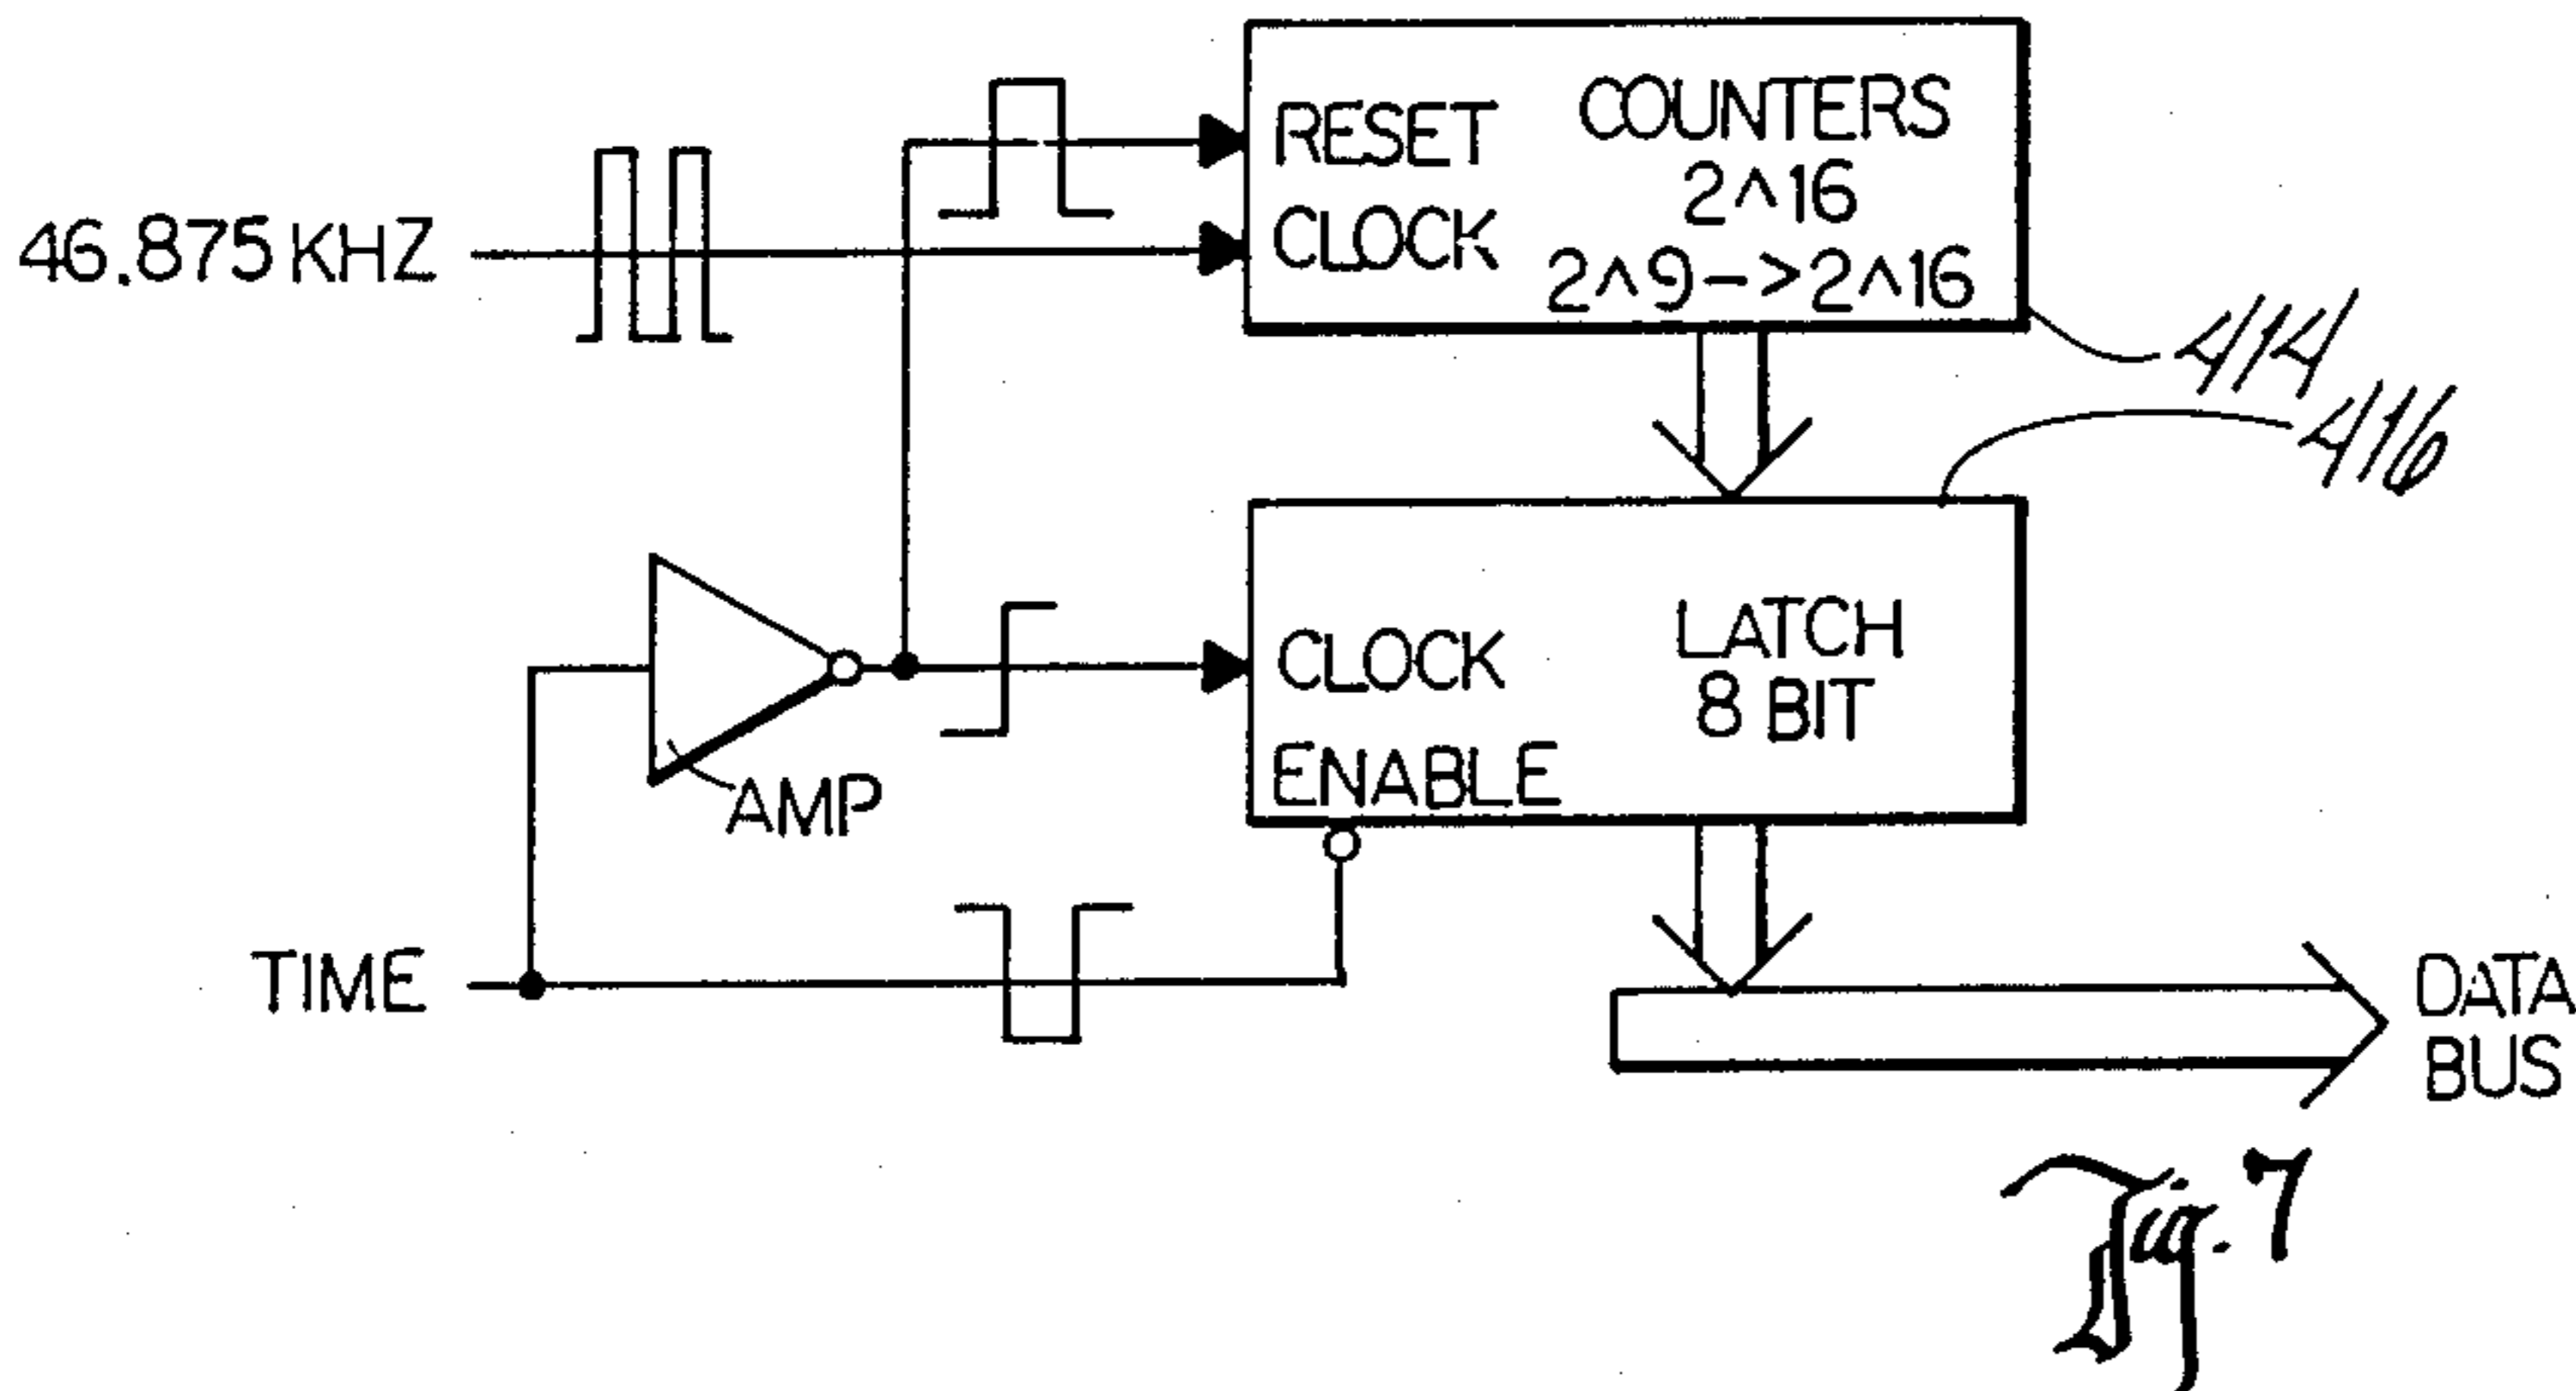 RESET
CLOCK
COUNTERS
2^16
2^9->2^16
46.875 KHZ
414
416
CLOCK
ENABLE
LATCH
8 BIT
AMP
TIME
DATA
BUS
Fig. 7